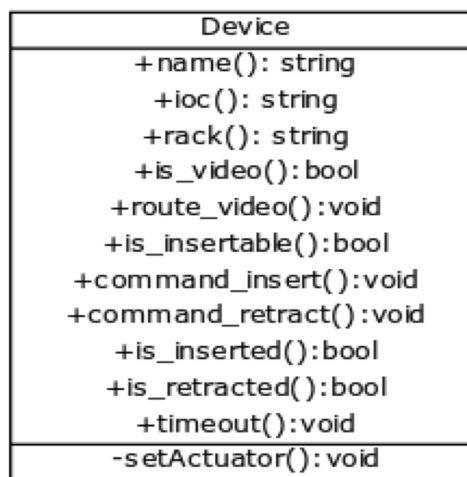 Device
+name(): string
+ioc(): string
+rack(): string
+is_video():bool
+route_video():void
+is_insertable():bool
+command_insert():void
+command_retract():void
+is_inserted():bool
+is_retracted():bool
+timeout():void
-setActuator():void